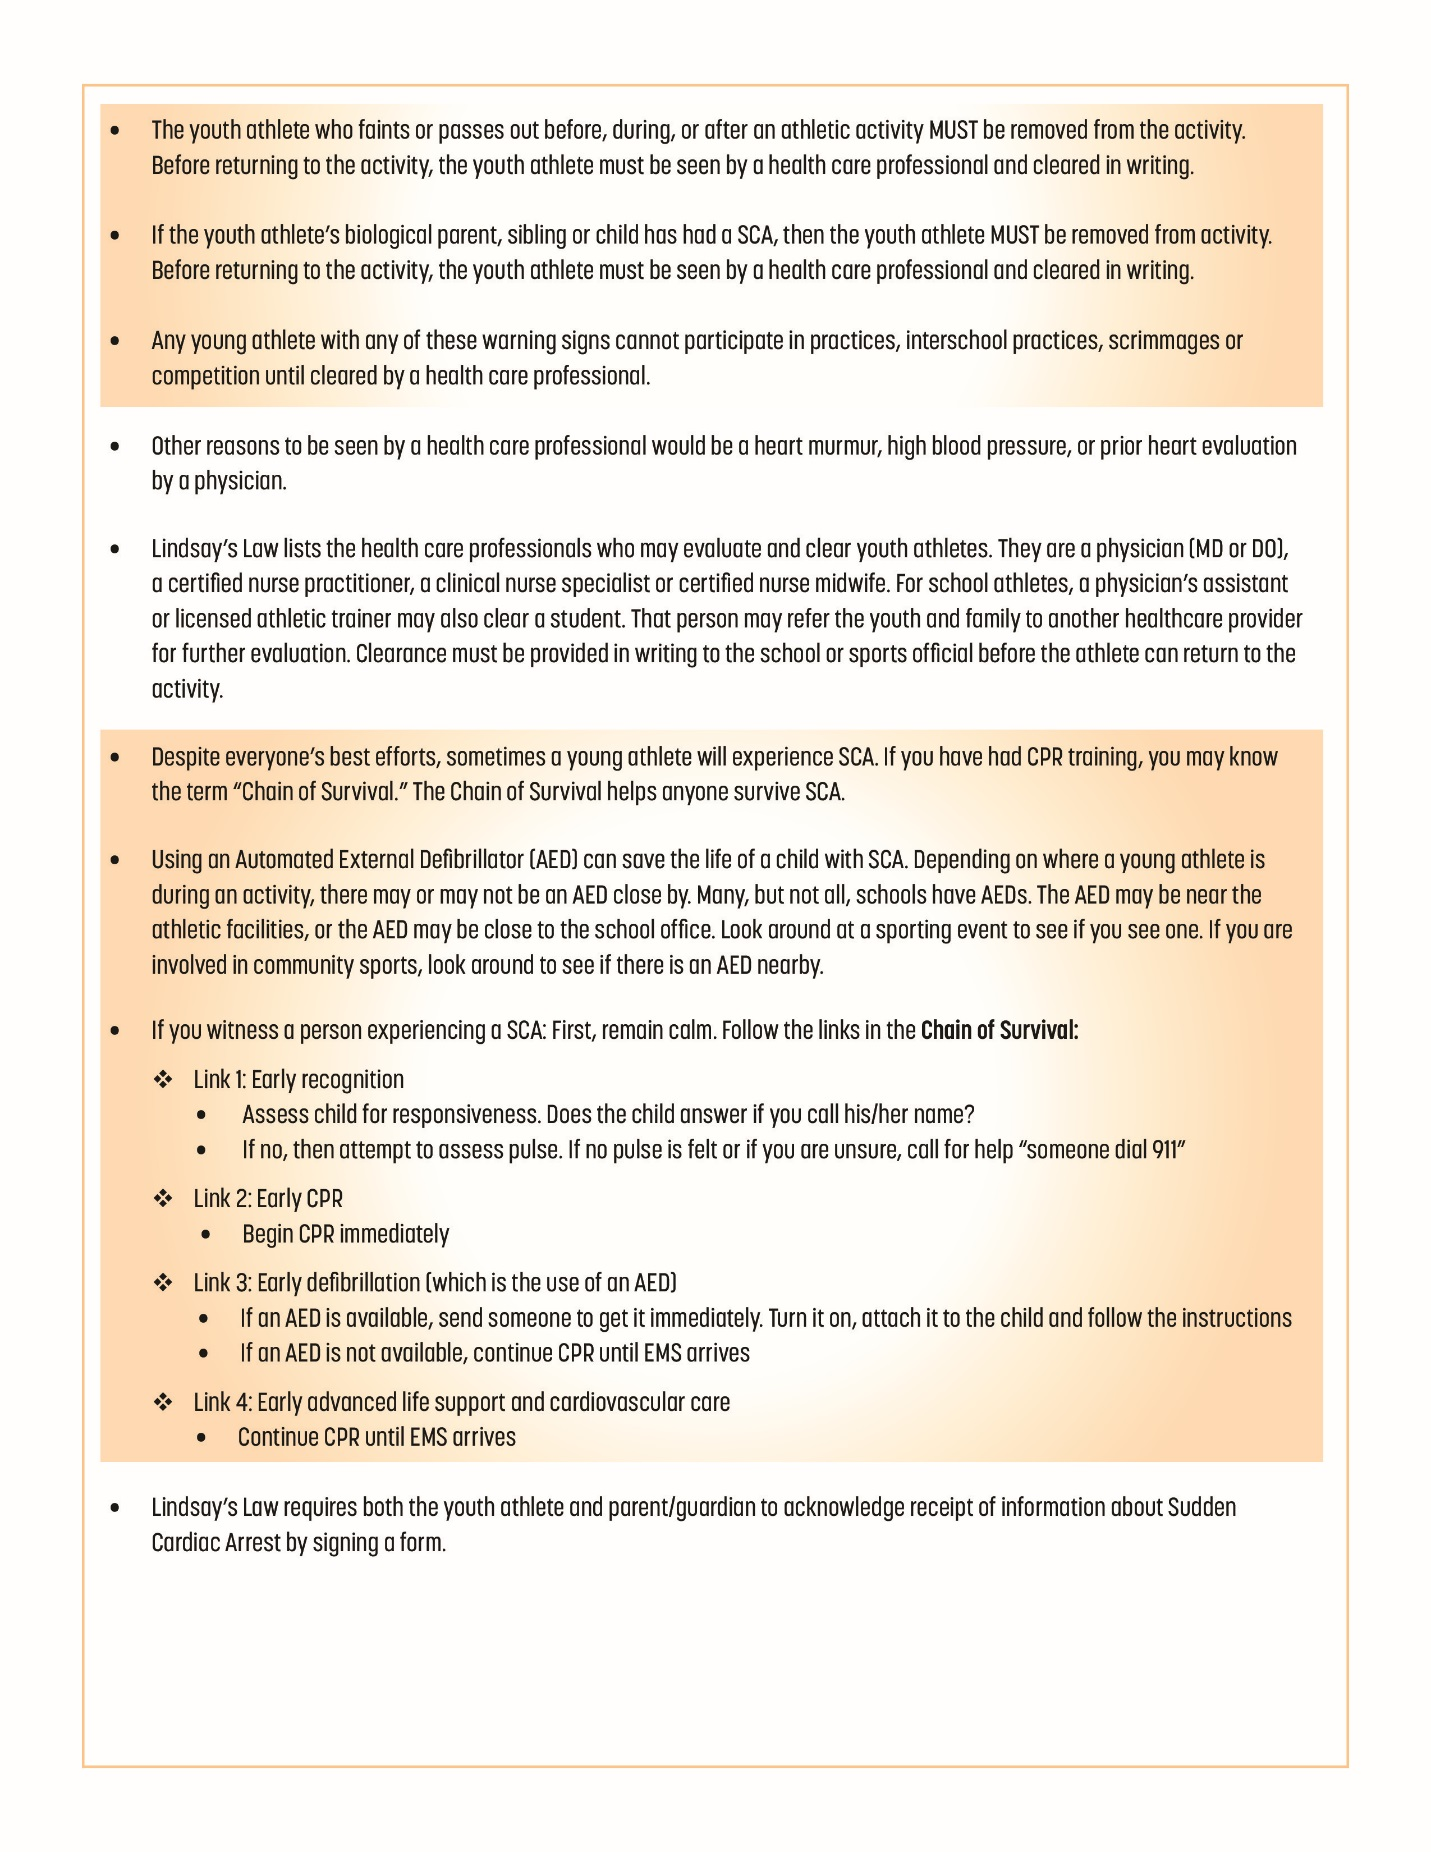 • The youth athlete who faints or passes out before, during, or after an athletic activity MUST be removed from the activity.
Before returning to the activity, the youth athlete must be seen by a health care professional and cleared in writing.
• If the youth athlete’s biological parent, sibling or child has had a SCA, then the youth athlete MUST be removed from activity.
Before returning to the activity, the youth athlete must be seen by a health care professional and cleared in writing.
• Any young athlete with any of these warning signs cannot participate in practices, interschool practices, scrimmages or
competition until cleared by a health care professional.
• Other reasons to be seen by a health care professional would be a heart murmur, high blood pressure, or prior heart evaluation
by a physician.
• Lindsay’s Law lists the health care professionals who may evaluate and clear youth athletes. They are a physician (MD or DO),
a certified nurse practitioner, a clinical nurse specialist or certified nurse midwife. For school athletes, a physician’s assistant
or licensed athletic trainer may also clear a student. That person may refer the youth and family to another healthcare provider
for further evaluation. Clearance must be provided in writing to the school or sports official before the athlete can return to the
activity.
• Despite everyone’s best efforts, sometimes a young athlete will experience SCA. If you have had CPR training, you may know
the term “Chain of Survival.” The Chain of Survival helps anyone survive SCA.
• Using an Automated External Defibrillator (AED) can save the life of a child with SCA. Depending on where a young athlete is
during an activity, there may or may not be an AED close by. Many, but not all, schools have AEDs. The AED may be near the
athletic facilities, or the AED may be close to the school office. Look around at a sporting event to see if you see one. If you are
involved in community sports, look around to see if there is an AED nearby.
• If you witness a person experiencing a SCA: First, remain calm. Follow the links in the Chain of Survival:
❖ Link 1: Early recognition
• Assess child for responsiveness. Does the child answer if you call his/her name?
• If no, then attempt to assess pulse. If no pulse is felt or if you are unsure, call for help “someone dial 911”
❖ Link 2: Early CPR
• Begin CPR immediately
❖ Link 3: Early defibrillation (which is the use of an AED)
• If an AED is available, send someone to get it immediately. Turn it on, attach it to the child and follow the instructions
• If an AED is not available, continue CPR until EMS arrives
❖ Link 4: Early advanced life support and cardiovascular care
• Continue CPR until EMS arrives
• Lindsay’s Law requires both the youth athlete and parent/guardian to acknowledge receipt of information about Sudden
Cardiac Arrest by signing a form.